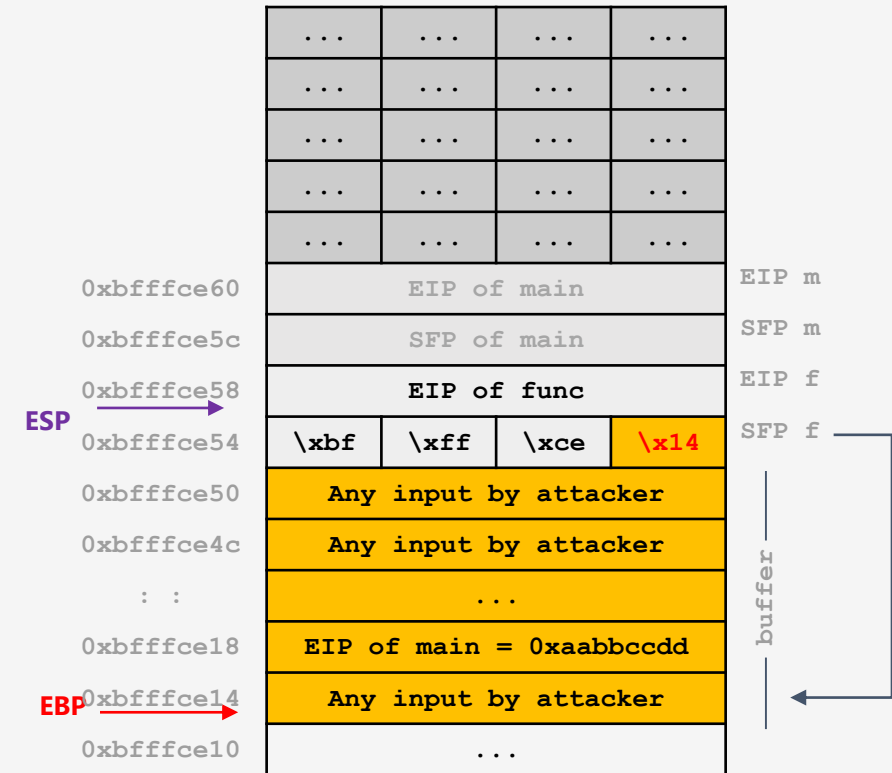 ... ... ... ...
... ... ... ...
... ... ... ...
... ... ... ...
... ... ... ...
0xbfffce60 EIP of main EIP m
0xbfffce5c SFP of main SFP m
0xbfffce58 EIP of func EIP f
ESP
0xbfffce54 \xbf \xff \xce \x14 SFP f
0xbfffce50 Any input by attacker
0xbfffce4c Any input by attacker
: : ...
buffer
0xbfffce18 EIP of main = 0xaabbccdd
EBP 0xbfffce14 Any input by attacker
0xbfffce10 ...